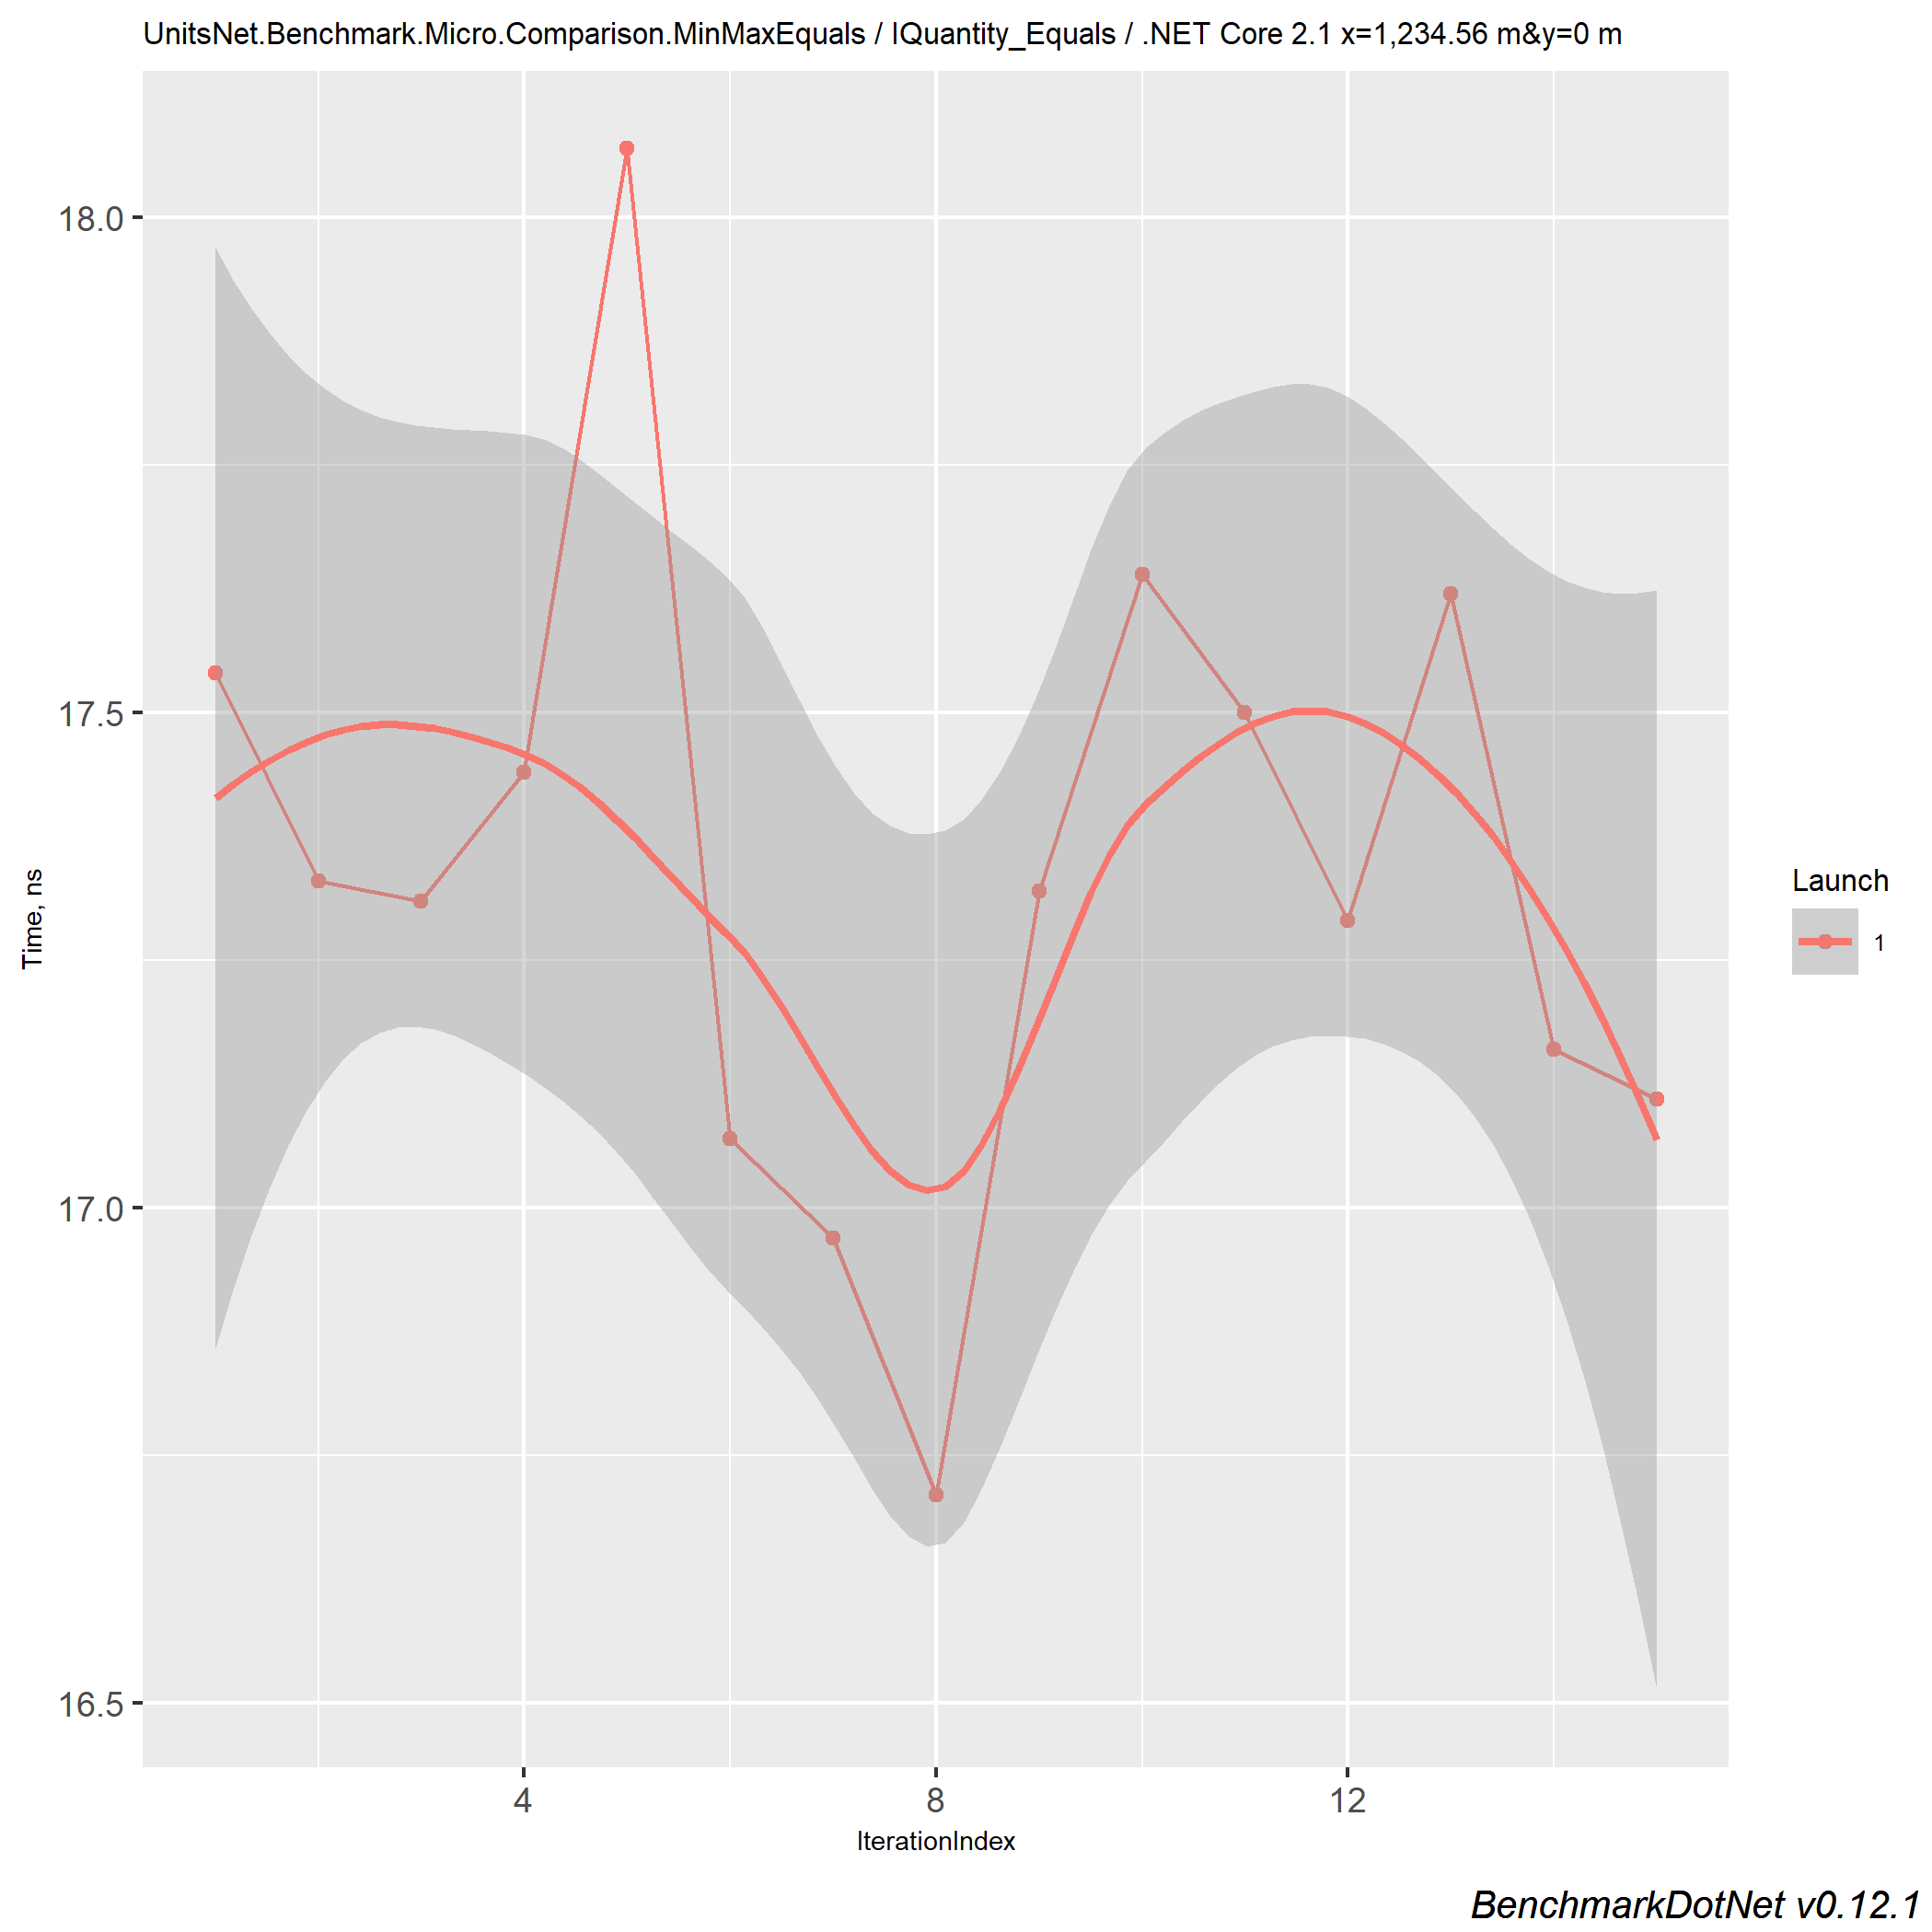 UnitsNet.Benchmark.Micro.Comparison.MinMaxEquals / IQuantity_Equals / .NET Core 2.1 x=1,234.56 m&y=0 m
18.0
17.5
17.0
16.5
Time, ns
4 8 12
IterationIndex
Launch
1
BenchmarkDotNet v0.12.1